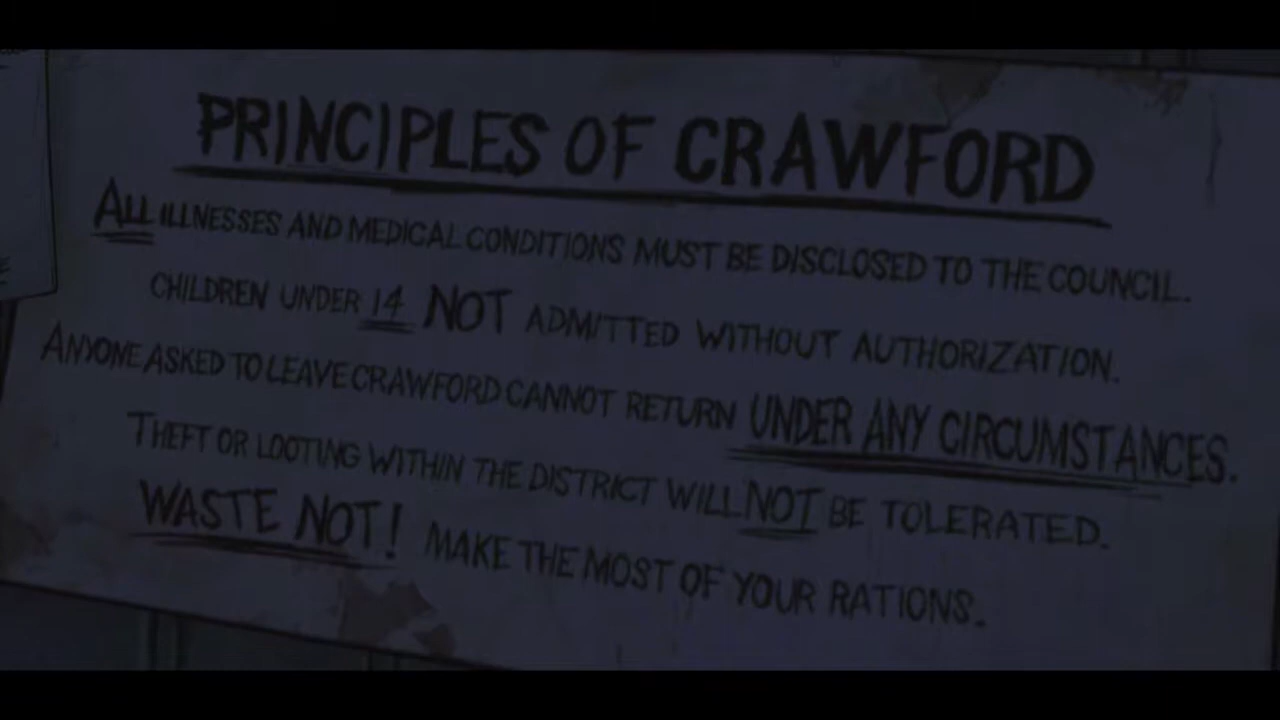 PRINCIPLES OF CRAWFORD
ALL ILLNESSES AND MEDICAL CONDITIONS MUST BE DISCLOSED TO THE COUNCIL.
CHILDREN UNDER 14 NOT ADMITTED WITHOUT AUTHORIZATION.
ANYONE ASKED TO LEAVE CRAWFORD CANNOT RETURN UNDER ANY CIRCUMSTANCES.
THEFT OR LOOTING WITHIN THE DISTRICT WILL NOT BE TOLERATED.
WASTE NOT! MAKE THE MOST OF YOUR RATIONS.